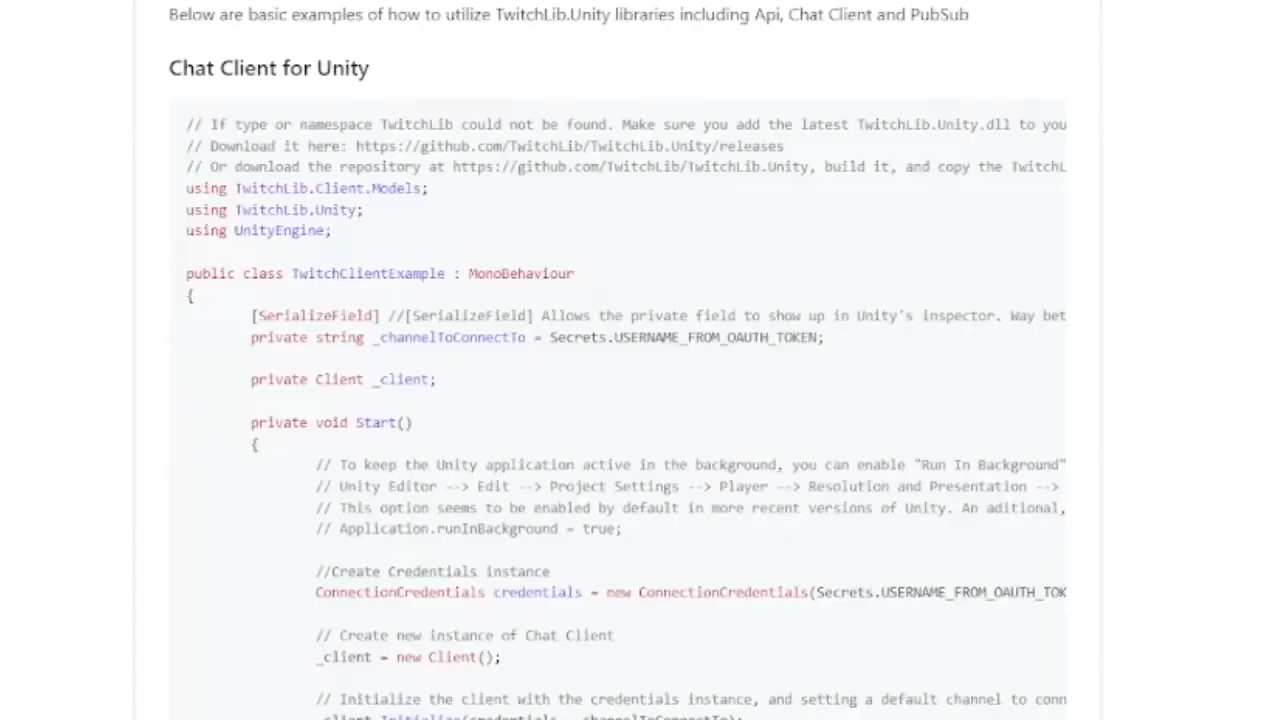 Below are basic examples of how to utilize TwitchLib.Unity libraries including Api, Chat Client and PubSub
Chat Client for Unity
// If type or namespace TwitchLib could not be found. Make sure you add the latest TwitchLib.Unity.dll to you
// Download it here: https://github.com/TwitchLib/TwitchLib.Unity/releases
// Or download the repository at https://github.com/TwitchLib/TwitchLib.Unity, build it, and copy the TwitchL
using TwitchLib.Client.Models;
using TwitchLib.Unity;
using UnityEngine;
public class TwitchClientExample : MonoBehaviour
{
[SerializeField] //[SerializeField] Allows the private field to show up in Unity's inspector. Way bet
private string _channelToConnectTo = Secrets.USERNAME_FROM_OAUTH_TOKEN;
private Client _client;
private void Start()
{
// To keep the Unity application active in the background, you can enable "Run In Background"
// Unity Editor --> Edit --> Project Settings --> Player --> Resolution and Presentation -->
// This option seems to be enabled by default in more recent versions of Unity. An aditional,
// Application.runInBackground = true;
//Create Credentials instance
ConnectionCredentials credentials = new ConnectionCredentials(Secrets.USERNAME_FROM_OAUTH_TOK
// Create new instance of Chat Client
_client = new Client();
// Initialize the client with the credentials instance, and setting a default channel to conn
_client.Initialize(credentials, _channelToConnectTo);